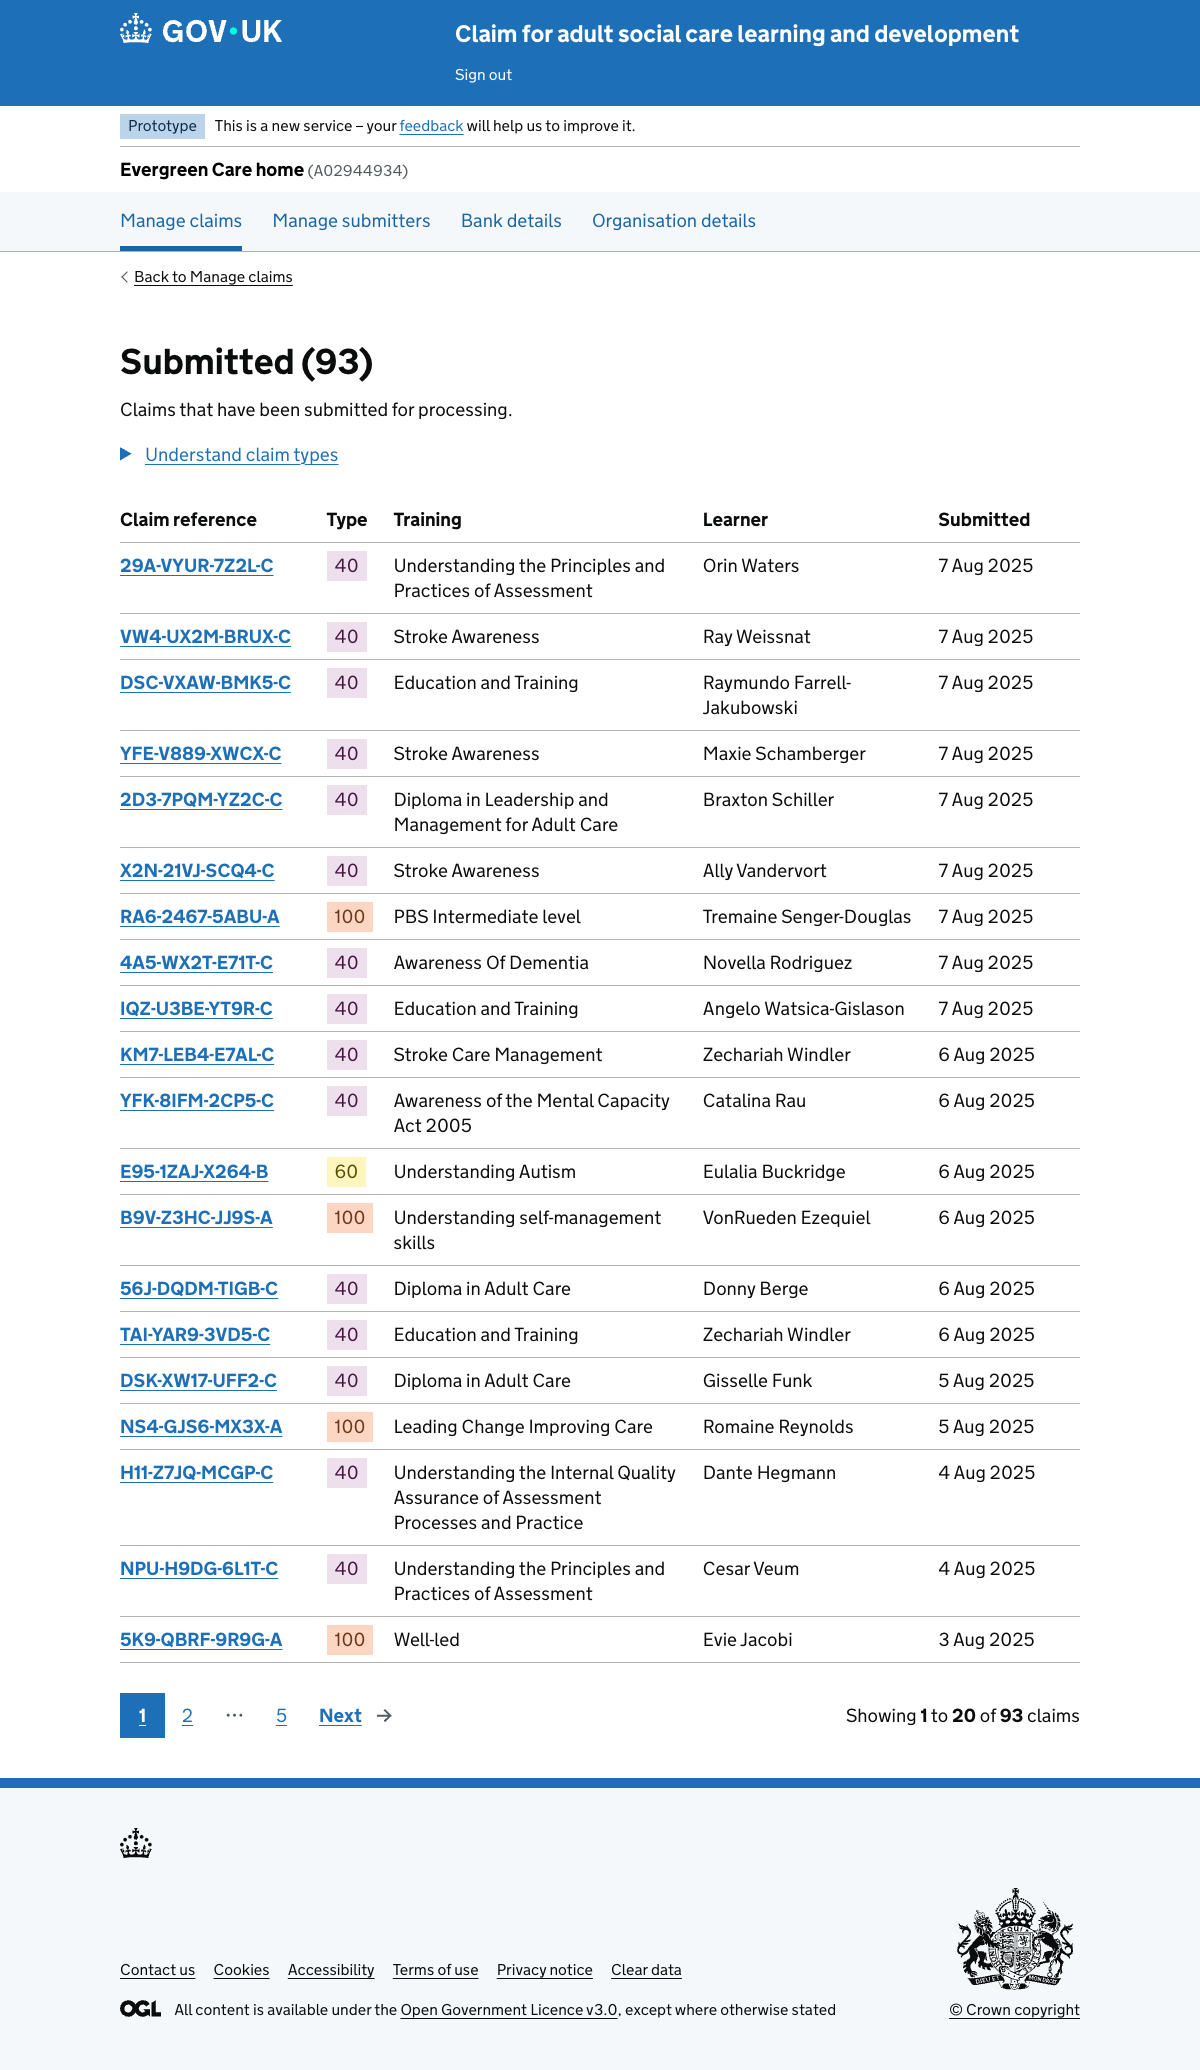 GOV·UK
Claim for adult social care learning and development
Sign out
Prototype This is a new service – your feedback will help us to improve it.
Evergreen Care home (A02944934)
Manage claims Manage submitters Bank details Organisation details
Back to Manage claims
Submitted (93)
Claims that have been submitted for processing.
Understand claim types
Claim reference Type Training Learner Submitted
29A-VYUR-7Z2L-C 40 Understanding the Principles and Orin Waters 7 Aug 2025
Practices of Assessment
VW4-UX2M-BRUX-C 40 Stroke Awareness Ray Weissnat 7 Aug 2025
DSC-VXAW-BMK5-C 40 Education and Training Raymundo Farrell- 7 Aug 2025
Jakubowski
YFE-V889-XWCX-C 40 Stroke Awareness Maxie Schamberger 7 Aug 2025
2D3-7PQM-YZ2C-C 40 Diploma in Leadership and Braxton Schiller 7 Aug 2025
Management for Adult Care
X2N-21VJ-SCQ4-C 40 Stroke Awareness Ally Vandervort 7 Aug 2025
RA6-2467-5ABU-A 100 PBS Intermediate level Tremaine Senger-Douglas 7 Aug 2025
4A5-WX2T-E71T-C 40 Awareness Of Dementia Novella Rodriguez 7 Aug 2025
IQZ-U3BE-YT9R-C 40 Education and Training Angelo Watsica-Gislason 7 Aug 2025
KM7-LEB4-E7AL-C 40 Stroke Care Management Zechariah Windler 6 Aug 2025
YFK-8IFM-2CP5-C 40 Awareness of the Mental Capacity Catalina Rau 6 Aug 2025
Act 2005
E95-1ZAJ-X264-B 60 Understanding Autism Eulalia Buckridge 6 Aug 2025
B9V-Z3HC-JJ9S-A 100 Understanding self-management VonRueden Ezequiel 6 Aug 2025
skills
56J-DQDM-TIGB-C 40 Diploma in Adult Care Donny Berge 6 Aug 2025
TAI-YAR9-3VD5-C 40 Education and Training Zechariah Windler 6 Aug 2025
DSK-XW17-UFF2-C 40 Diploma in Adult Care Gisselle Funk 5 Aug 2025
NS4-GJS6-MX3X-A 100 Leading Change Improving Care Romaine Reynolds 5 Aug 2025
H11-Z7JQ-MCGP-C 40 Understanding the Internal Quality Dante Hegmann 4 Aug 2025
Assurance of Assessment
Processes and Practice
NPU-H9DG-6L1T-C 40 Understanding the Principles and Cesar Veum 4 Aug 2025
Practices of Assessment
5K9-QBRF-9R9G-A 100 Well-led Evie Jacobi 3 Aug 2025
1 2 ⋯ 5 Next → Showing 1 to 20 of 93 claims
Contact us Cookies Accessibility Terms of use Privacy notice Clear data
OGL All content is available under the Open Government Licence v3.0, except where otherwise stated
© Crown copyright